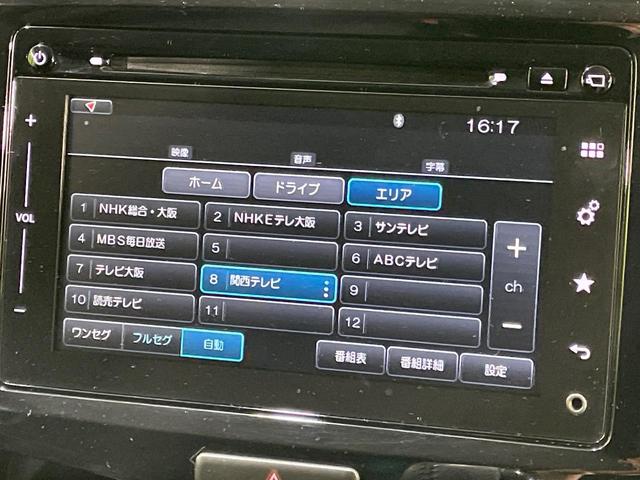 16:17
映像 音声 字幕
ホーム ドライブ エリア
1 NHK総合・大阪 2 NHKEテレ大阪 3 サンテレビ
4 MBS毎日放送 5 6 ABCテレビ
7 テレビ大阪 8 関西テレビ 9
10 読売テレビ 11 12
+
ch
−
ワンセグ フルセグ 自動
番組表 番組詳細 設定
+
VOL
−